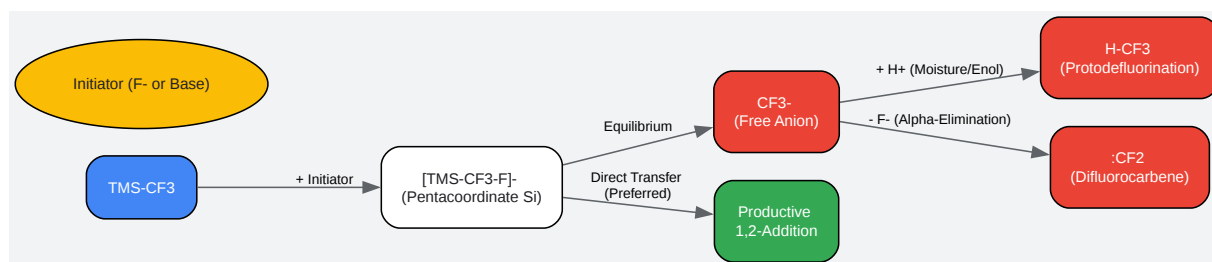 Initiator (F- or Base)
TMS-CF3
+ Initiator
[TMS-CF3-F]-
(Pentacoordinate Si)
Equilibrium
Direct Transfer
(Preferred)
CF3-
(Free Anion)
Productive
1,2-Addition
+ H+ (Moisture/Enol)
- F- (Alpha-Elimination)
H-CF3
(Protodefluorination)
:CF2
(Difluorocarbene)